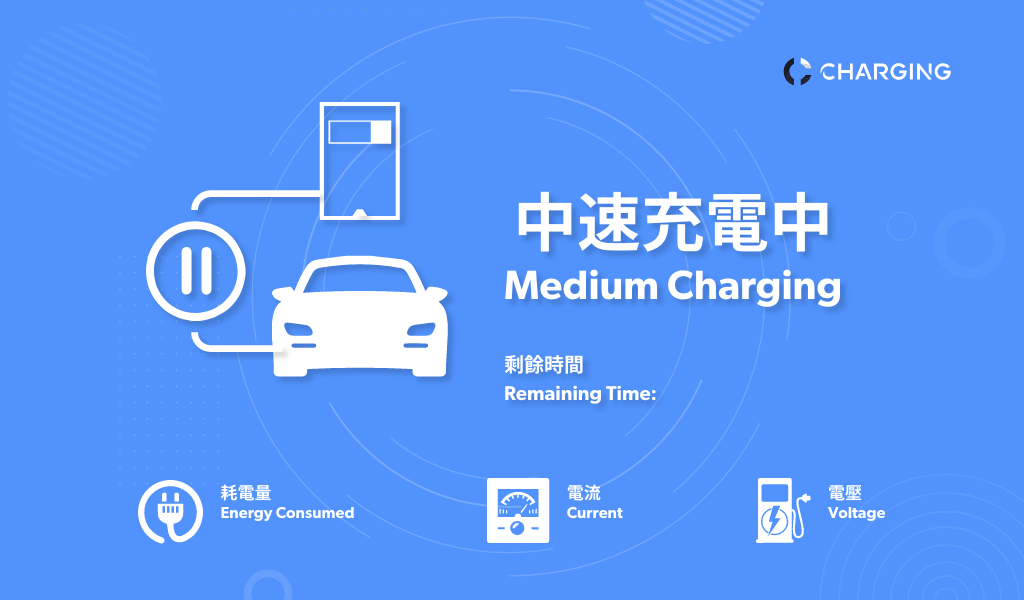 CHARGING
中速充電中
Medium Charging
剩餘時間
Remaining Time:
耗電量
Energy Consumed
電流
Current
電壓
Voltage